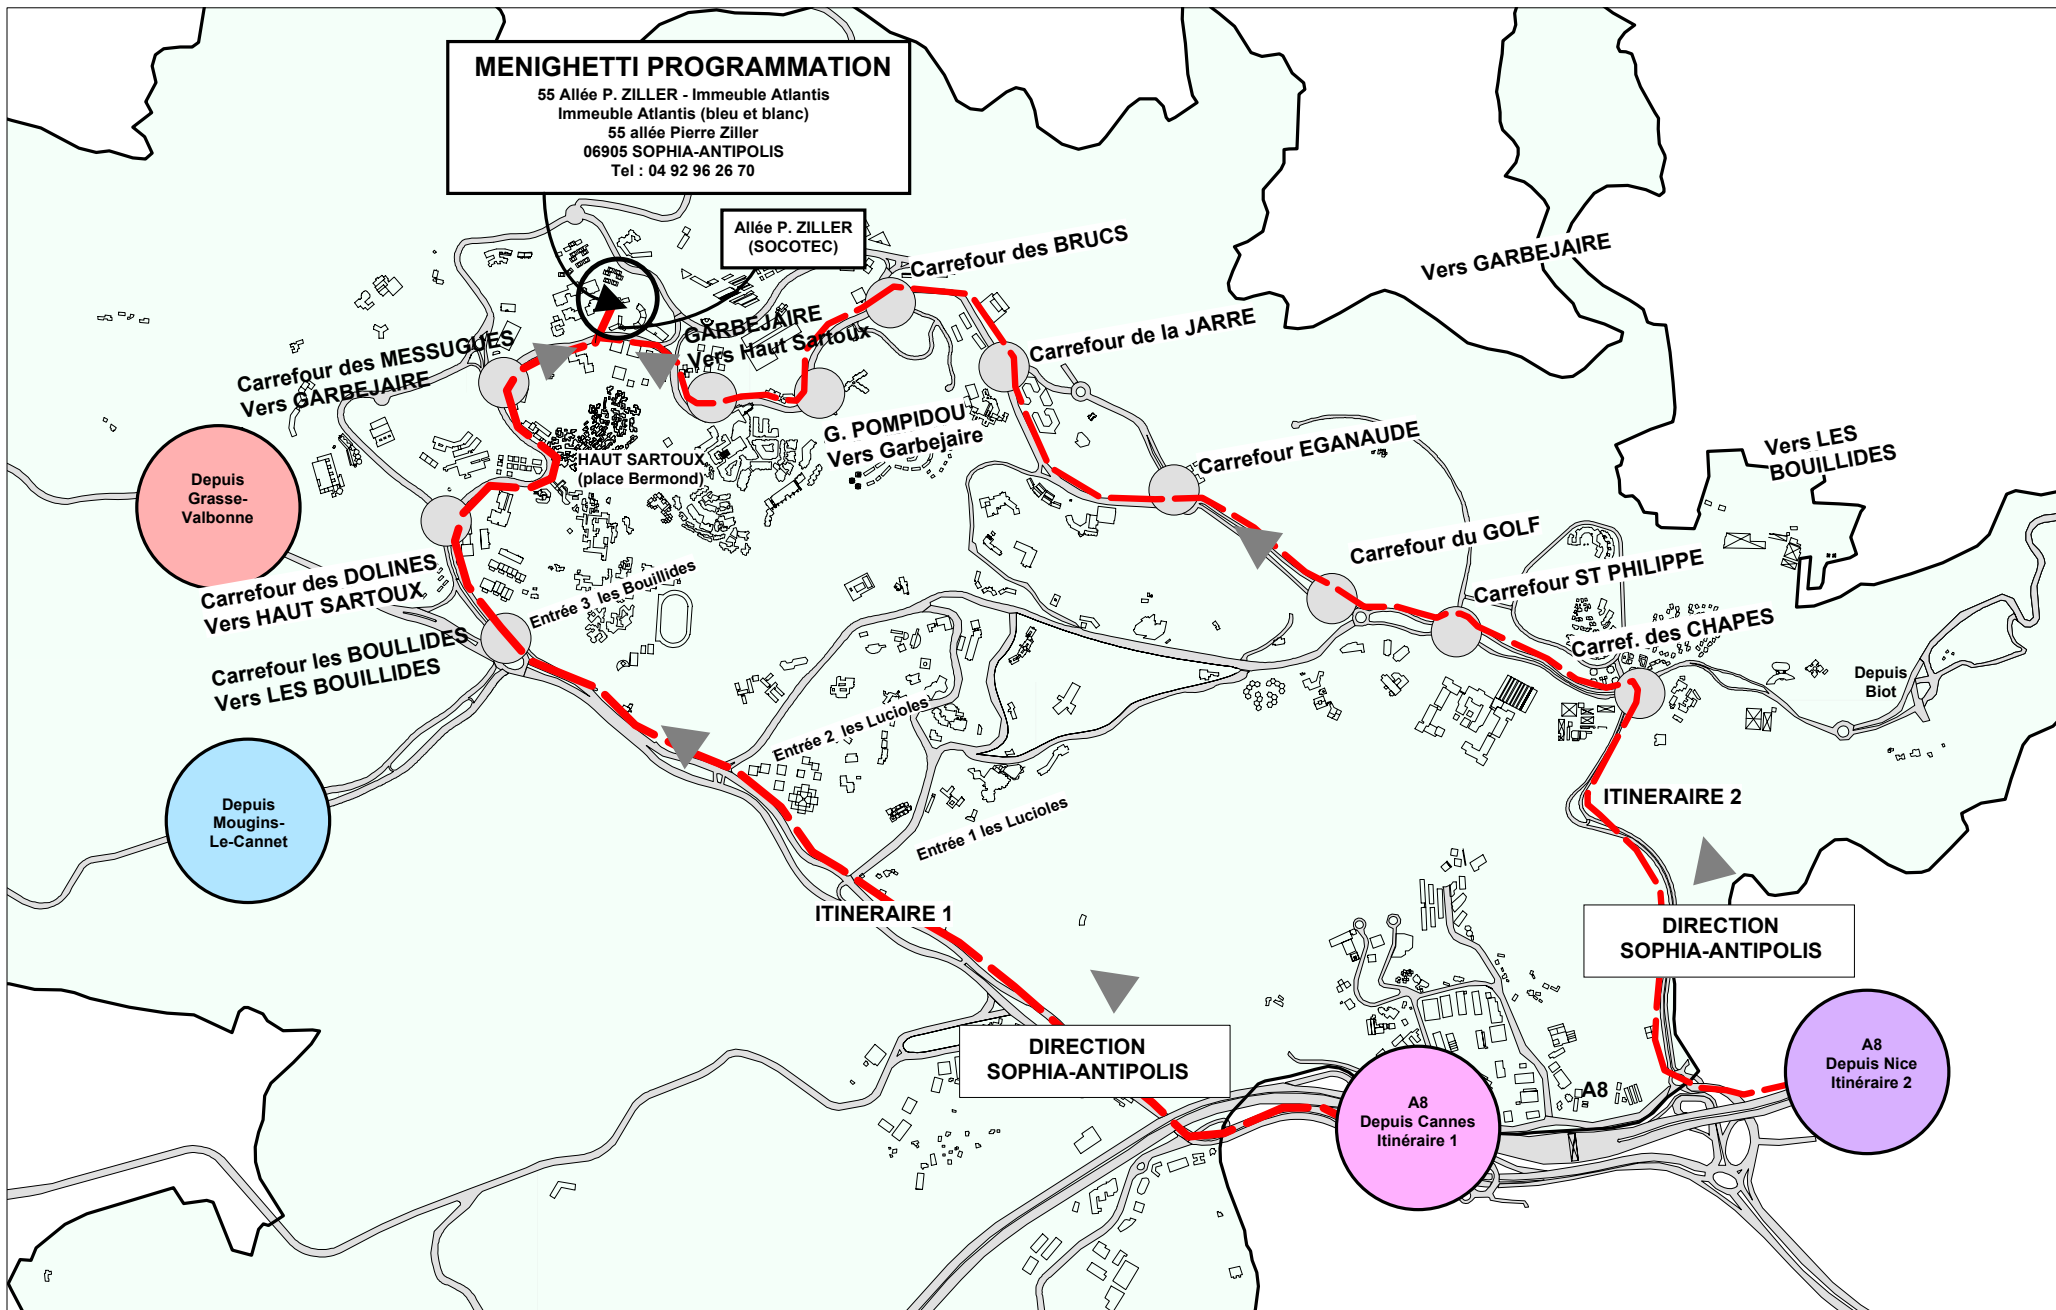 MENIGHETTI PROGRAMMATION
55 Allée P. ZILLER - Immeuble Atlantis
Immeuble Atlantis (bleu et blanc)
55 allée Pierre Ziller
06905 SOPHIA-ANTIPOLIS
Tel : 04 92 96 26 70
Allée P. ZILLER
(SOCOTEC)
Carrefour des BRUCS
Vers GARBEJAIRE
GARBEJAIRE
Vers Haut Sartoux
Carrefour de la JARRE
Carrefour des MESSUGUES
Vers GARBEJAIRE
G. POMPIDOU
Vers Garbejaire
Carrefour EGANAUDE
Vers LES
BOUILLIDES
HAUT SARTOUX
(place Bermond)
Depuis
Grasse-
Valbonne
Carrefour du GOLF
Carrefour ST PHILIPPE
Carref. des CHAPES
Carrefour des DOLINES
Vers HAUT SARTOUX
Entrée 3 les Bouillides
Carrefour les BOULLIDES
Vers LES BOUILLIDES
Depuis
Biot
Entrée 2 les Lucioles
Depuis
Mougins-
Le-Cannet
Entrée 1 les Lucioles
ITINERAIRE 2
ITINERAIRE 1
DIRECTION
SOPHIA-ANTIPOLIS
DIRECTION
SOPHIA-ANTIPOLIS
A8
Depuis Nice
Itinéraire 2
A8
A8
Depuis Cannes
Itinéraire 1